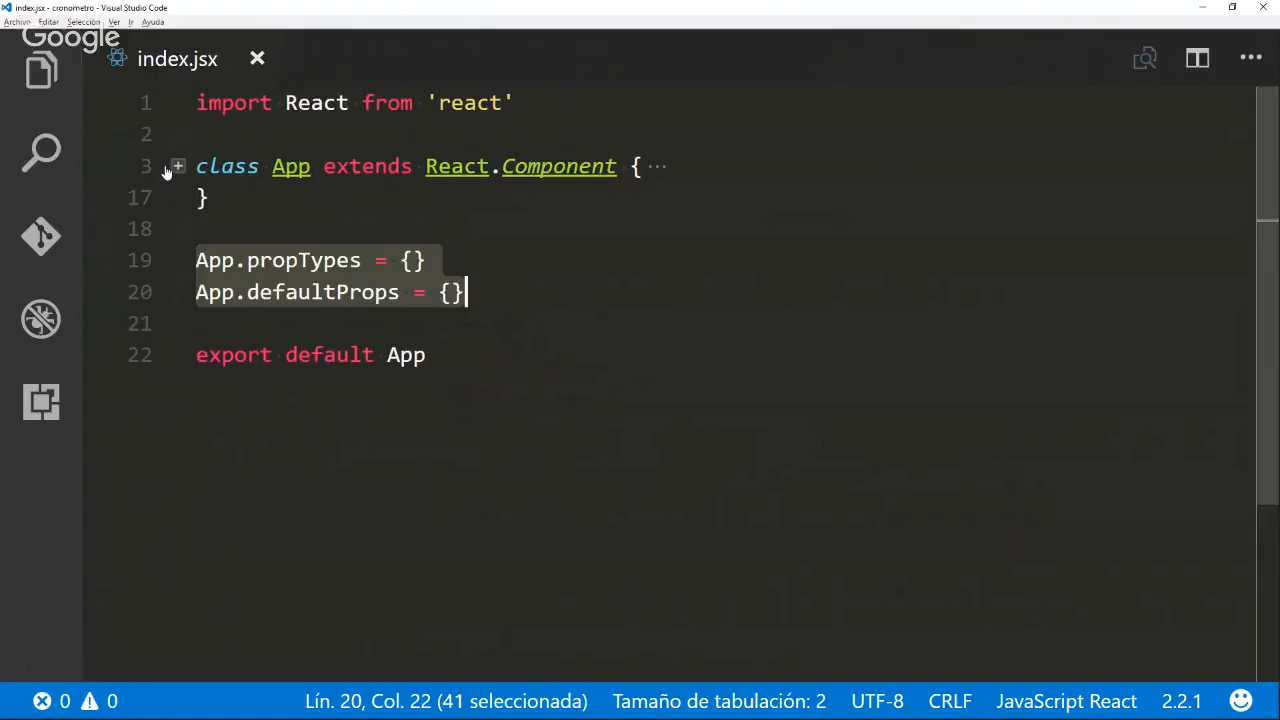 index.jsx - cronometro - Visual Studio Code
Archivo Editar Selección Ver Ir Ayuda
Google
index.jsx
1 import React from 'react'
2
3 class App extends React.Component { ...
17 }
18
19 App.propTypes = {}
20 App.defaultProps = {}
21
22 export default App
0 0 Lín. 20, Col. 22 (41 seleccionada) Tamaño de tabulación: 2 UTF-8 CRLF JavaScript React 2.2.1